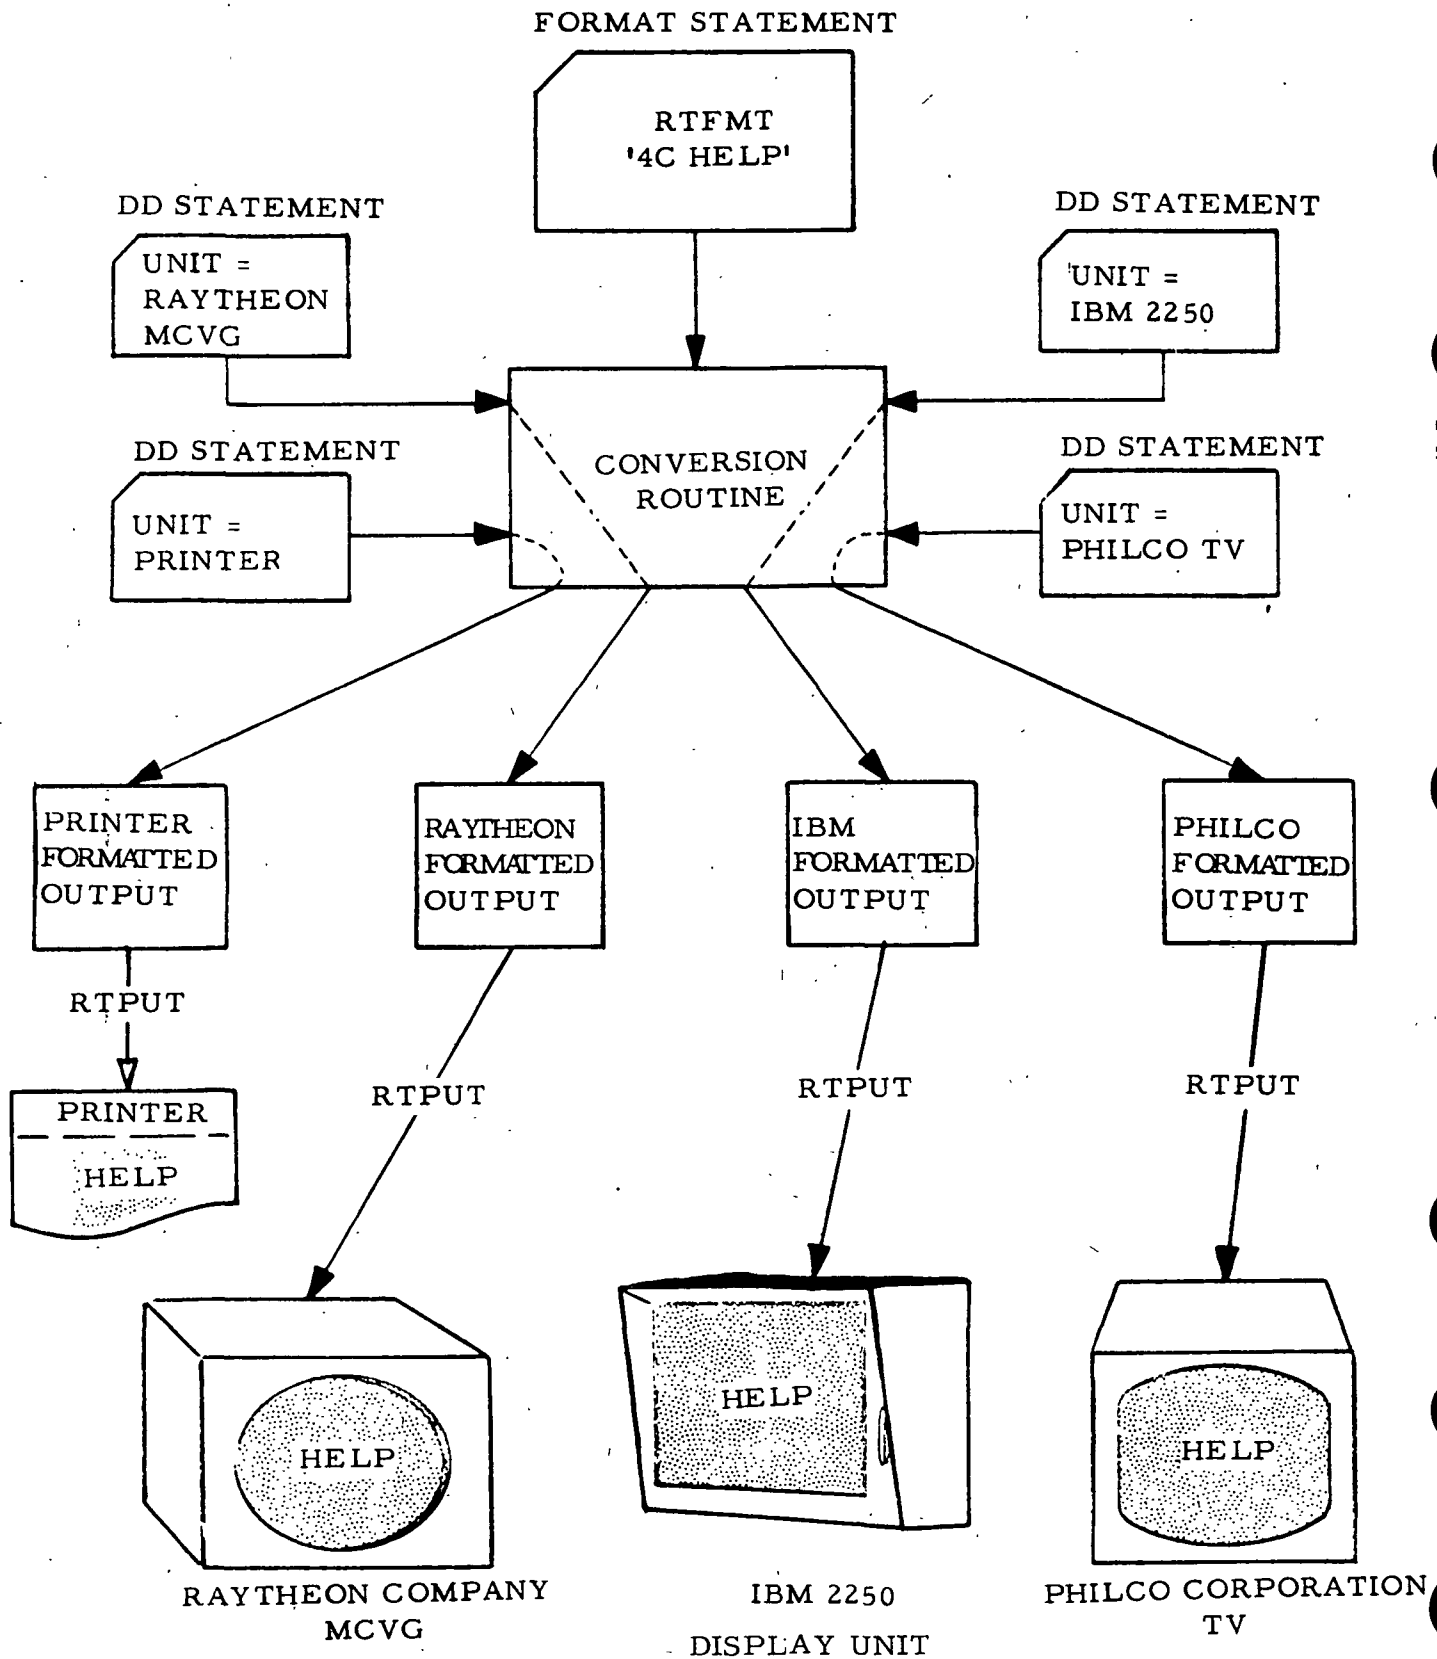 FORMAT STATEMENT
RTFMT
'4C HELP'
DD STATEMENT
UNIT =
RAYTHEON
MCVG
DD STATEMENT
UNIT =
IBM 2250
DD STATEMENT
UNIT =
PRINTER
CONVERSION
ROUTINE
DD STATEMENT
UNIT =
PHILCO TV
PRINTER
FORMATTED
OUTPUT
RAYTHEON
FORMATTED
OUTPUT
IBM
FORMATTED
OUTPUT
PHILCO
FORMATTED
OUTPUT
RTPUT
RTPUT
RTPUT
RTPUT
PRINTER
HELP
HELP
HELP
HELP
RAYTHEON COMPANY
MCVG
IBM 2250
DISPLAY UNIT
PHILCO CORPORATION
TV